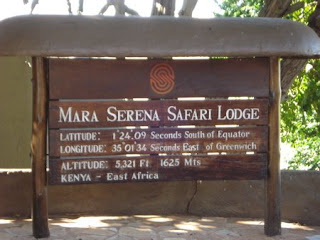 Mara Serena Safari Lodge
Latitude: 1°24.09 Seconds South of Equator
Longitude: 35°01 34 Seconds East of Greenwich
Altitude: 5,321 Ft 1625 Mts
Kenya - East Africa